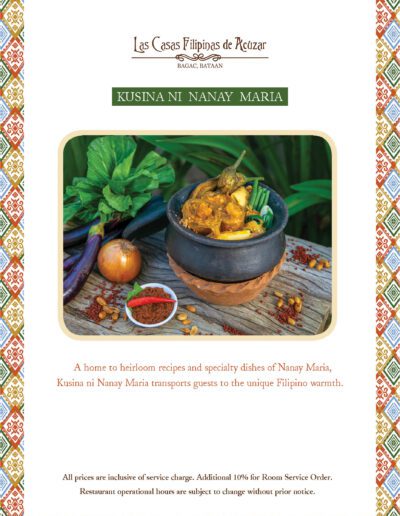 Las Casas Filipinas de Acuzar
BAGAC, BATAAN
KUSINA NI NANAY MARIA
A home to heirloom recipes and specialty dishes of Nanay Maria,
Kusina ni Nanay Maria transports guests to the unique Filipino warmth.
All prices are inclusive of service charge. Additional 10% for Room Service Order.
Restaurant operational hours are subject to change without prior notice.